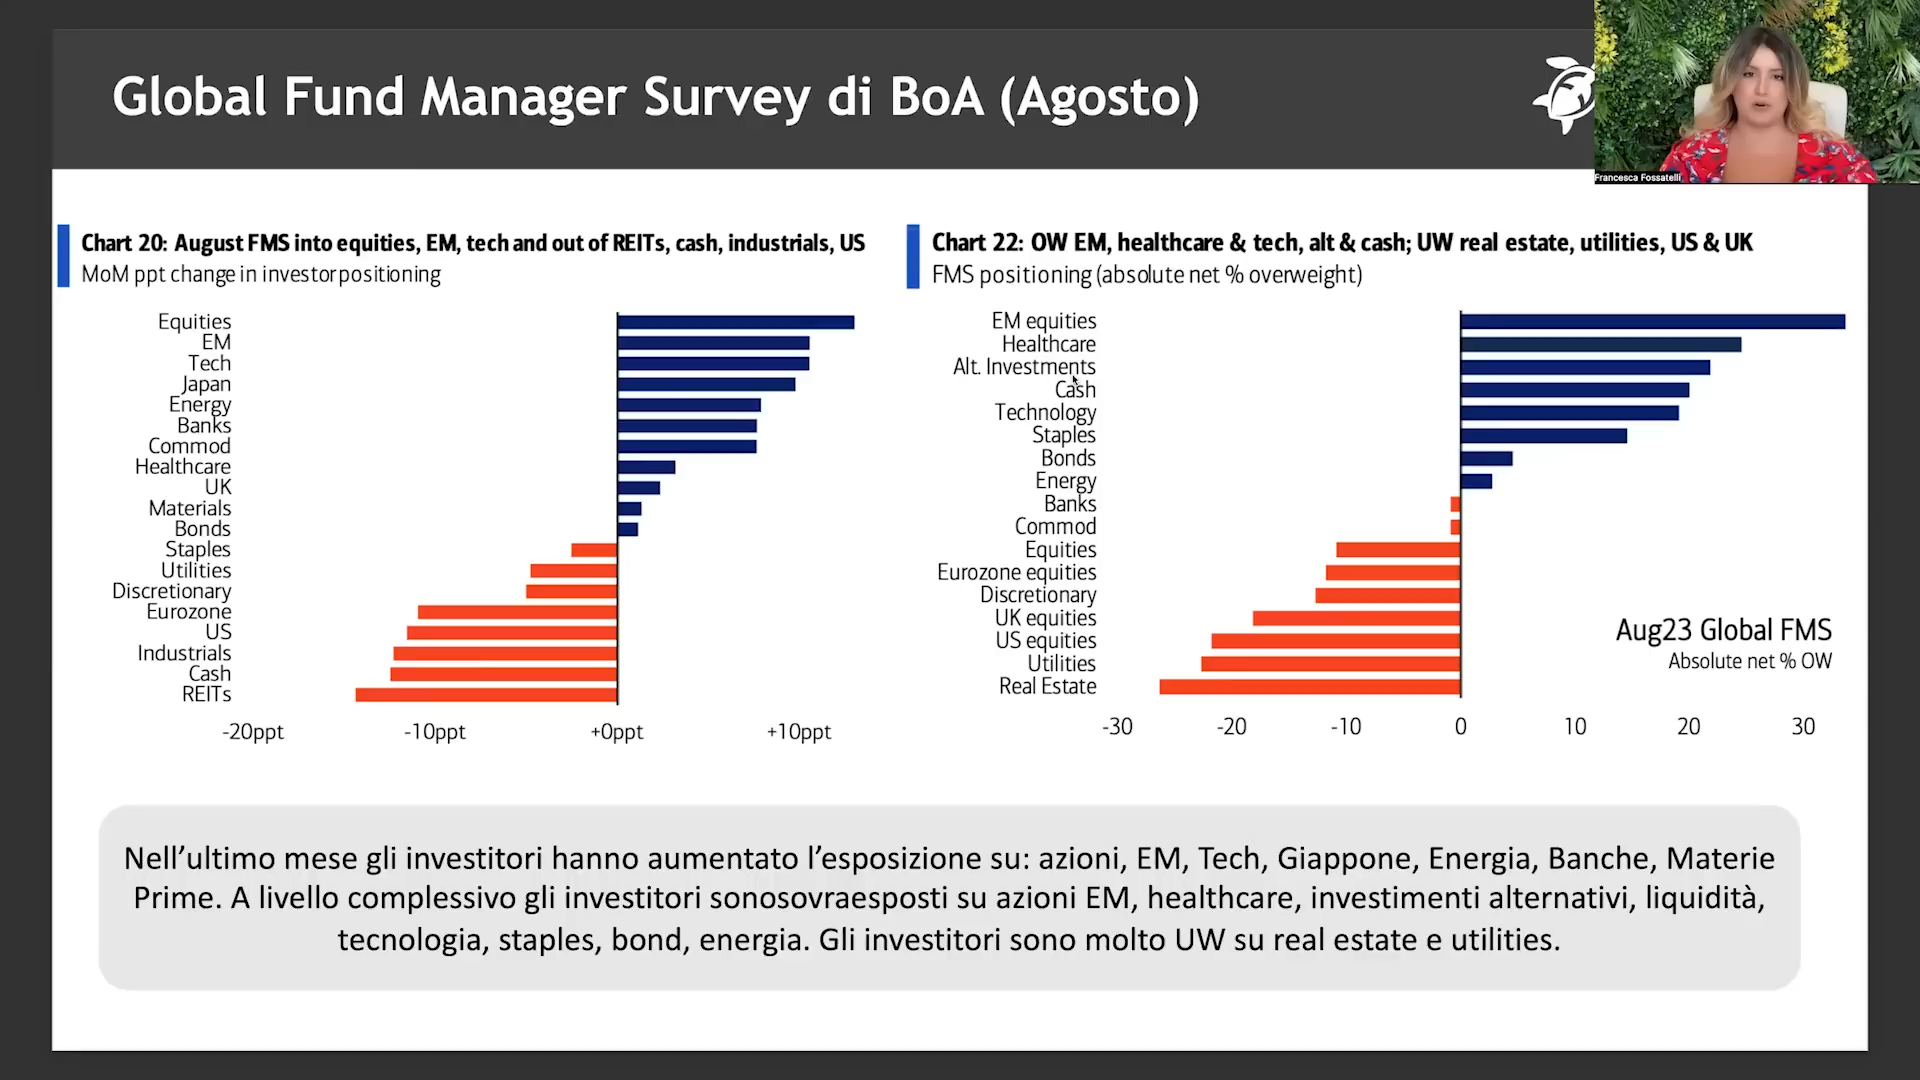 Global Fund Manager Survey di BoA (Agosto)
Francesca Fossatelli
Chart 20: August FMS into equities, EM, tech and out of REITs, cash, industrials, US
MoM ppt change in investor positioning
Equities
EM
Tech
Japan
Energy
Banks
Commod
Healthcare
UK
Materials
Bonds
Staples
Utilities
Discretionary
Eurozone
US
Industrials
Cash
REITs
-20ppt -10ppt +0ppt +10ppt
Chart 22: OW EM, healthcare & tech, alt & cash; UW real estate, utilities, US & UK
FMS positioning (absolute net % overweight)
EM equities
Healthcare
Alt. Investments
Cash
Technology
Staples
Bonds
Energy
Banks
Commod
Equities
Eurozone equities
Discretionary
UK equities
US equities
Utilities
Real Estate
Aug23 Global FMS
Absolute net % OW
-30 -20 -10 0 10 20 30
Nell'ultimo mese gli investitori hanno aumentato l'esposizione su: azioni, EM, Tech, Giappone, Energia, Banche, Materie
Prime. A livello complessivo gli investitori sonosovraesposti su azioni EM, healthcare, investimenti alternativi, liquidità,
tecnologia, staples, bond, energia. Gli investitori sono molto UW su real estate e utilities.